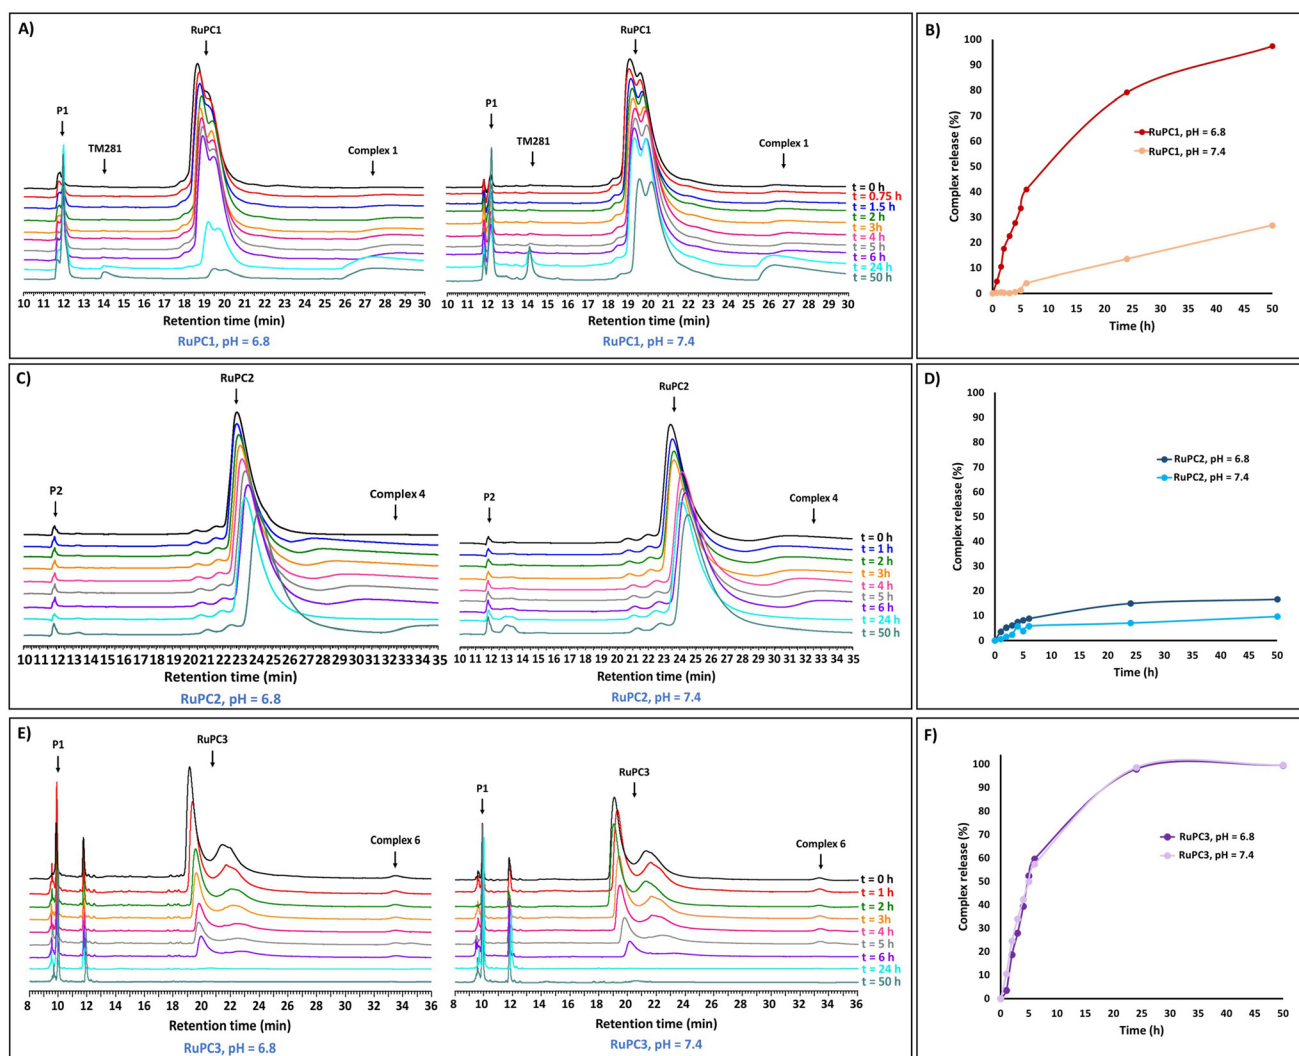 A)
RuPC1
P1
TM281
Complex 1
10 11 12 13 14 15 16 17 18 19 20 21 22 23 24 25 26 27 28 29 30
Retention time (min)
RuPC1, pH = 6.8
RuPC1
P1
TM281
Complex 1
t = 0 h
t = 0.75 h
t = 1.5 h
t = 2 h
t = 3h
t = 4 h
t = 5 h
t = 6 h
t = 24 h
t = 50 h
10 11 12 13 14 15 16 17 18 19 20 21 22 23 24 25 26 27 28 29 30
Retention time (min)
RuPC1, pH = 7.4
B)
Complex release (%)
100
90
80
70
60
50
40
30
20
10
0
RuPC1, pH = 6.8
RuPC1, pH = 7.4
0 5 10 15 20 25 30 35 40 45 50
Time (h)
C)
RuPC2
P2
Complex 4
10 11 12 13 14 15 16 17 18 19 20 21 22 23 24 25 26 27 28 29 30 31 32 33 34 35
Retention time (min)
RuPC2, pH = 6.8
RuPC2
P2
Complex 4
t = 0 h
t = 1 h
t = 2 h
t = 3h
t = 4 h
t = 5 h
t = 6 h
t = 24 h
t = 50 h
10 11 12 13 14 15 16 17 18 19 20 21 22 23 24 25 26 27 28 29 30 31 32 33 34 35
Retention time (min)
RuPC2, pH = 7.4
D)
Complex release (%)
100
90
80
70
60
50
40
30
20
10
0
RuPC2, pH = 6.8
RuPC2, pH = 7.4
0 5 10 15 20 25 30 35 40 45 50
Time (h)
E)
RuPC3
P1
Complex 6
8 10 12 14 16 18 20 22 24 26 28 30 32 34 36
Retention time (min)
RuPC3, pH = 6.8
RuPC3
P1
Complex 6
t = 0 h
t = 1 h
t = 2 h
t = 3h
t = 4 h
t = 5 h
t = 6 h
t = 24 h
t = 50 h
8 10 12 14 16 18 20 22 24 26 28 30 32 34 36
Retention time (min)
RuPC3, pH = 7.4
F)
Complex release (%)
100
90
80
70
60
50
40
30
20
10
0
RuPC3, pH = 6.8
RuPC3, pH = 7.4
0 5 10 15 20 25 30 35 40 45 50
Time (h)